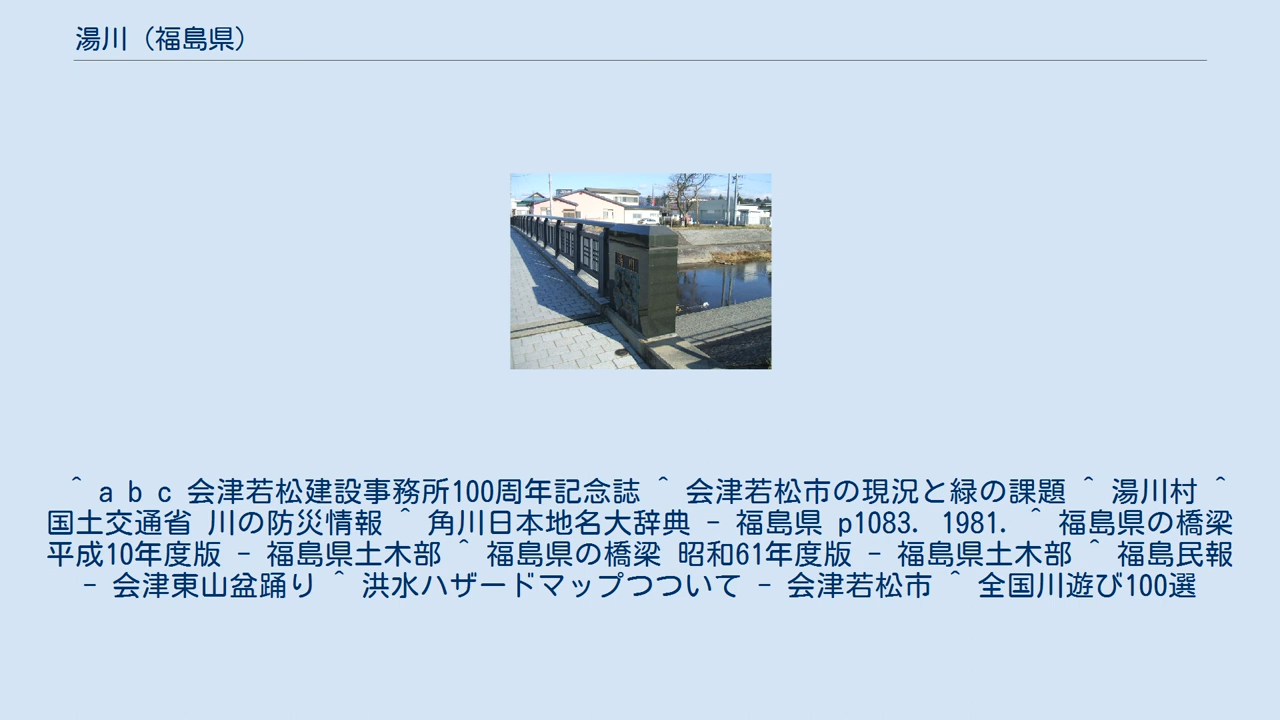 湯川（福島県）
^ a b c 会津若松建設事務所100周年記念誌 ^ 会津若松市の現況と緑の課題 ^ 湯川村 ^
国土交通省 川の防災情報 ^ 角川日本地名大辞典 - 福島県 p1083. 1981. ^ 福島県の橋梁
平成10年度版 - 福島県土木部 ^ 福島県の橋梁 昭和61年度版 - 福島県土木部 ^ 福島民報
- 会津東山盆踊り ^ 洪水ハザードマップつついて - 会津若松市 ^ 全国川遊び100選